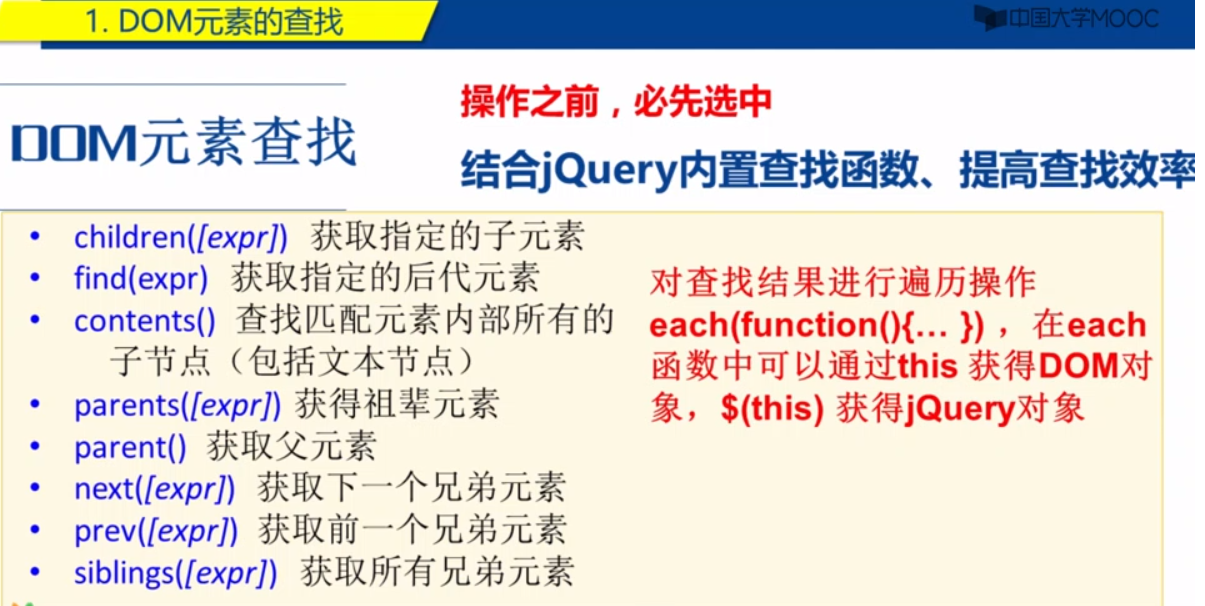 1. DOM元素的查找
中国大学MOOC
DOM元素查找
操作之前，必先选中
结合jQuery内置查找函数、提高查找效率
• children([expr]) 获取指定的子元素
• find(expr) 获取指定的后代元素
• contents() 查找匹配元素内部所有的
子节点（包括文本节点）
• parents([expr]) 获得祖辈元素
• parent() 获取父元素
• next([expr]) 获取下一个兄弟元素
• prev([expr]) 获取前一个兄弟元素
• siblings([expr]) 获取所有兄弟元素
对查找结果进行遍历操作
each(function(){… }) ，在each
函数中可以通过this 获得DOM对
象，$(this) 获得jQuery对象